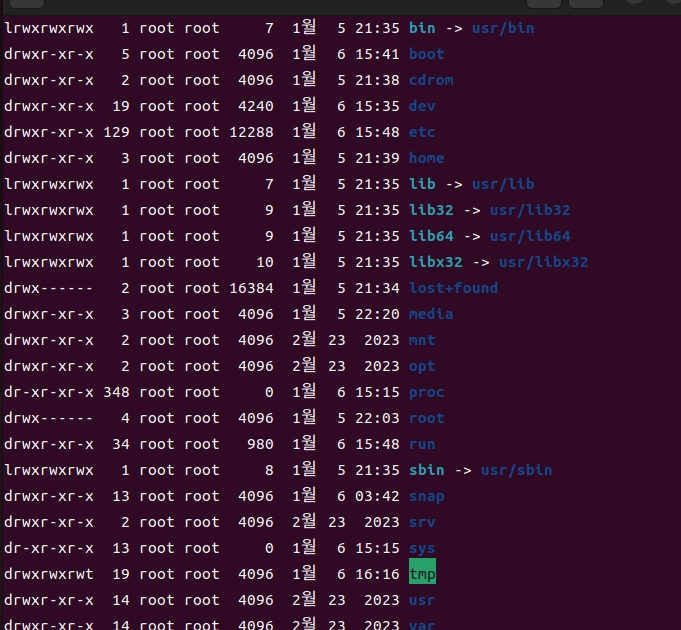 lrwxrwxrwx   1 root root     7  1월  5 21:35 bin -> usr/bin
drwxr-xr-x   5 root root  4096  1월  6 15:41 boot
drwxr-xr-x   2 root root  4096  1월  5 21:38 cdrom
drwxr-xr-x  19 root root  4240  1월  6 15:35 dev
drwxr-xr-x 129 root root 12288  1월  6 15:48 etc
drwxr-xr-x   3 root root  4096  1월  5 21:39 home
lrwxrwxrwx   1 root root     7  1월  5 21:35 lib -> usr/lib
lrwxrwxrwx   1 root root     9  1월  5 21:35 lib32 -> usr/lib32
lrwxrwxrwx   1 root root     9  1월  5 21:35 lib64 -> usr/lib64
lrwxrwxrwx   1 root root    10  1월  5 21:35 libx32 -> usr/libx32
drwx------   2 root root 16384  1월  5 21:34 lost+found
drwxr-xr-x   3 root root  4096  1월  5 22:20 media
drwxr-xr-x   2 root root  4096  2월 23  2023 mnt
drwxr-xr-x   2 root root  4096  2월 23  2023 opt
dr-xr-xr-x 348 root root     0  1월  6 15:15 proc
drwx------   4 root root  4096  1월  5 22:03 root
drwxr-xr-x  34 root root   980  1월  6 15:48 run
lrwxrwxrwx   1 root root     8  1월  5 21:35 sbin -> usr/sbin
drwxr-xr-x  13 root root  4096  1월  6 03:42 snap
drwxr-xr-x   2 root root  4096  2월 23  2023 srv
dr-xr-xr-x  13 root root     0  1월  6 15:15 sys
drwxrwxrwt  19 root root  4096  1월  6 16:16 tmp
drwxr-xr-x  14 root root  4096  2월 23  2023 usr
drwxr-xr-x  14 root root  4096  2월 23  2023 var